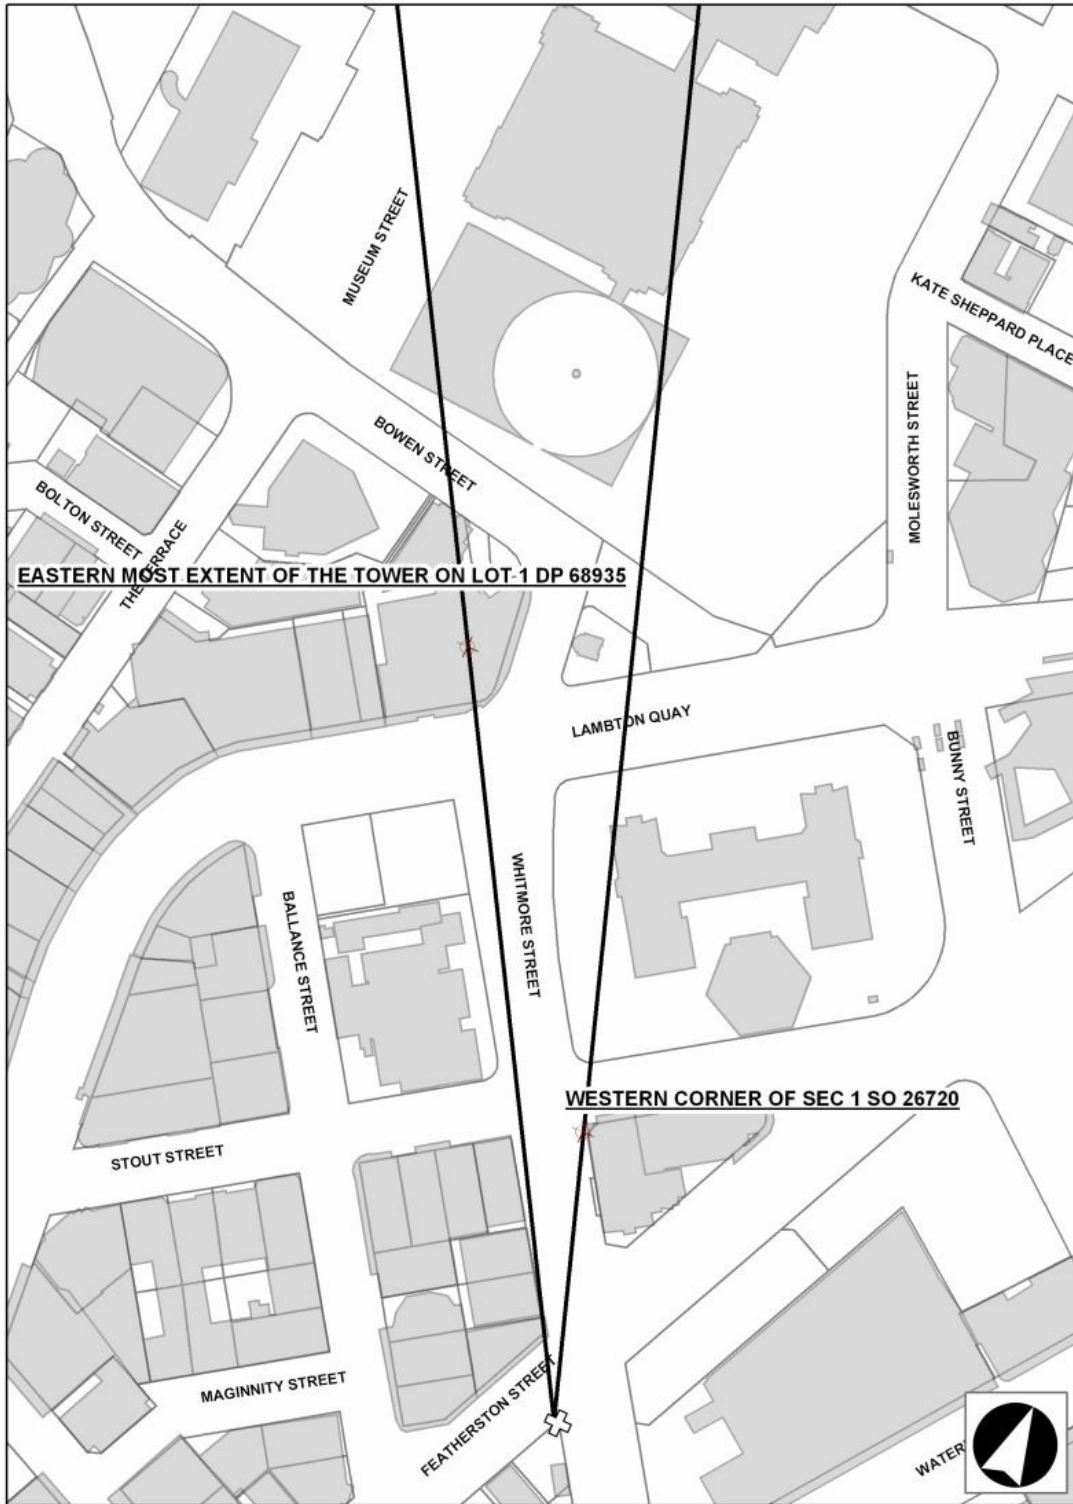 MUSEUM STREET
KATE SHEPPARD PLACE
MOLESWORTH STREET
BOWEN STREET
BOLTON STREET
THE TERRACE
EASTERN MOST EXTENT OF THE TOWER ON LOT 1 DP 68935
LAMBTON QUAY
BUNNY STREET
WHITMORE STREET
BALLANCE STREET
WESTERN CORNER OF SEC 1 SO 26720
STOUT STREET
MAGINNITY STREET
FEATHERSTON STREET
WATER